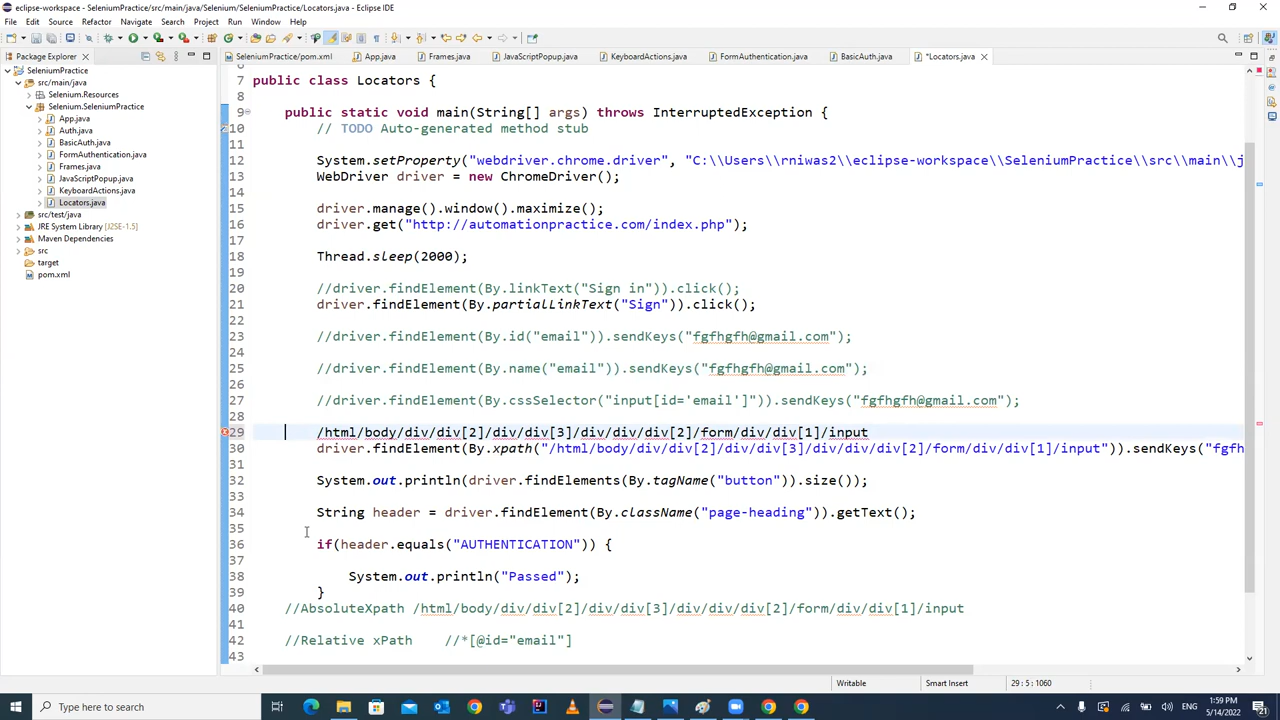 eclipse-workspace - SeleniumPractice/src/main/java/Selenium/SeleniumPractice/Locators.java - Eclipse IDE
File Edit Source Refactor Navigate Search Project Run Window Help
Package Explorer
SeleniumPractice/pom.xml App.java Frames.java JavaScriptPopup.java KeyboardActions.java FormAuthentication.java BasicAuth.java *Locators.java
SeleniumPractice
src/main/java
Selenium.Resources
Selenium.SeleniumPractice
App.java
Auth.java
BasicAuth.java
FormAuthentication.java
Frames.java
JavaScriptPopup.java
KeyboardActions.java
Locators.java
src/test/java
JRE System Library [J2SE-1.5]
Maven Dependencies
src
target
pom.xml
7 public class Locators {
8
9 public static void main(String[] args) throws InterruptedException {
10 // TODO Auto-generated method stub
11
12 System.setProperty("webdriver.chrome.driver", "C:\\Users\\rniwas2\\eclipse-workspace\\SeleniumPractice\\src\\main\\j
13 WebDriver driver = new ChromeDriver();
14
15 driver.manage().window().maximize();
16 driver.get("http://automationpractice.com/index.php");
17
18 Thread.sleep(2000);
19
20 //driver.findElement(By.linkText("Sign in")).click();
21 driver.findElement(By.partialLinkText("Sign")).click();
22
23 //driver.findElement(By.id("email")).sendKeys("fgfhgfh@gmail.com");
24
25 //driver.findElement(By.name("email")).sendKeys("fgfhgfh@gmail.com");
26
27 //driver.findElement(By.cssSelector("input[id='email']")).sendKeys("fgfhgfh@gmail.com");
28
29 /html/body/div/div[2]/div/div[3]/div/div/div[2]/form/div/div[1]/input
30 driver.findElement(By.xpath("/html/body/div/div[2]/div/div[3]/div/div/div[2]/form/div/div[1]/input")).sendKeys("fgfh
31
32 System.out.println(driver.findElements(By.tagName("button")).size());
33
34 String header = driver.findElement(By.className("page-heading")).getText();
35
36 if(header.equals("AUTHENTICATION")) {
37
38 System.out.println("Passed");
39 }
40 //AbsoluteXpath /html/body/div/div[2]/div/div[3]/div/div/div[2]/form/div/div[1]/input
41
42 //Relative xPath //*[@id="email"]
43
Writable Smart Insert 29 : 5 : 1060
Type here to search
1:59 PM
5/14/2022